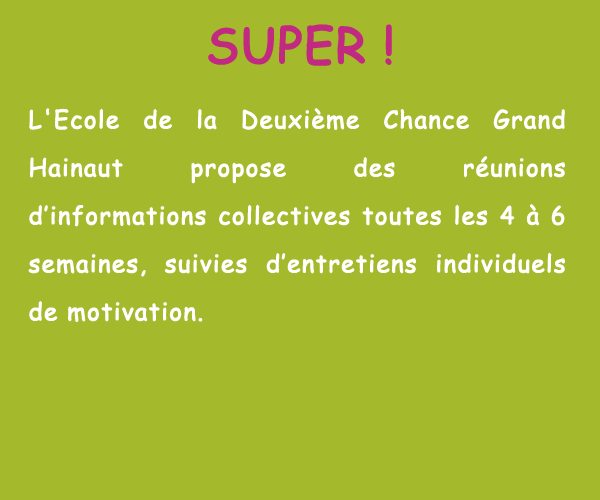 SUPER !
L'Ecole de la Deuxième Chance Grand
Hainaut propose des réunions
d’informations collectives toutes les 4 à 6
semaines, suivies d’entretiens individuels
de motivation.